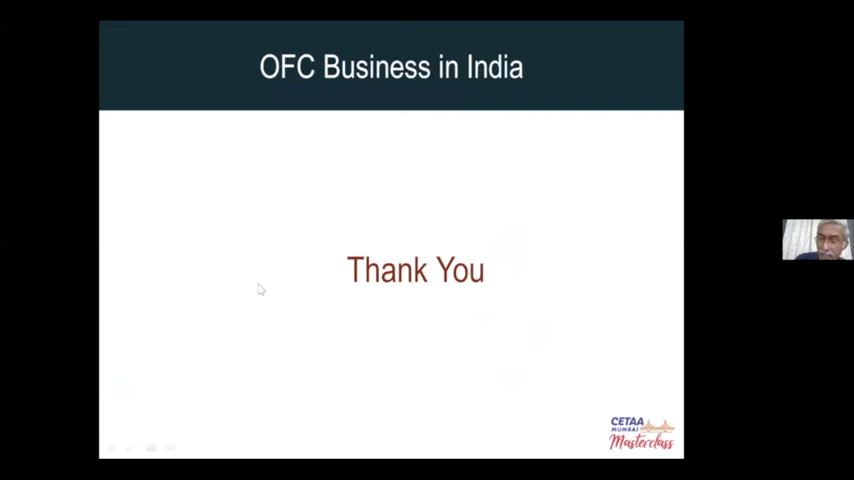 OFC Business in India
Thank You
CETAA
MUMBAI
Masterclass